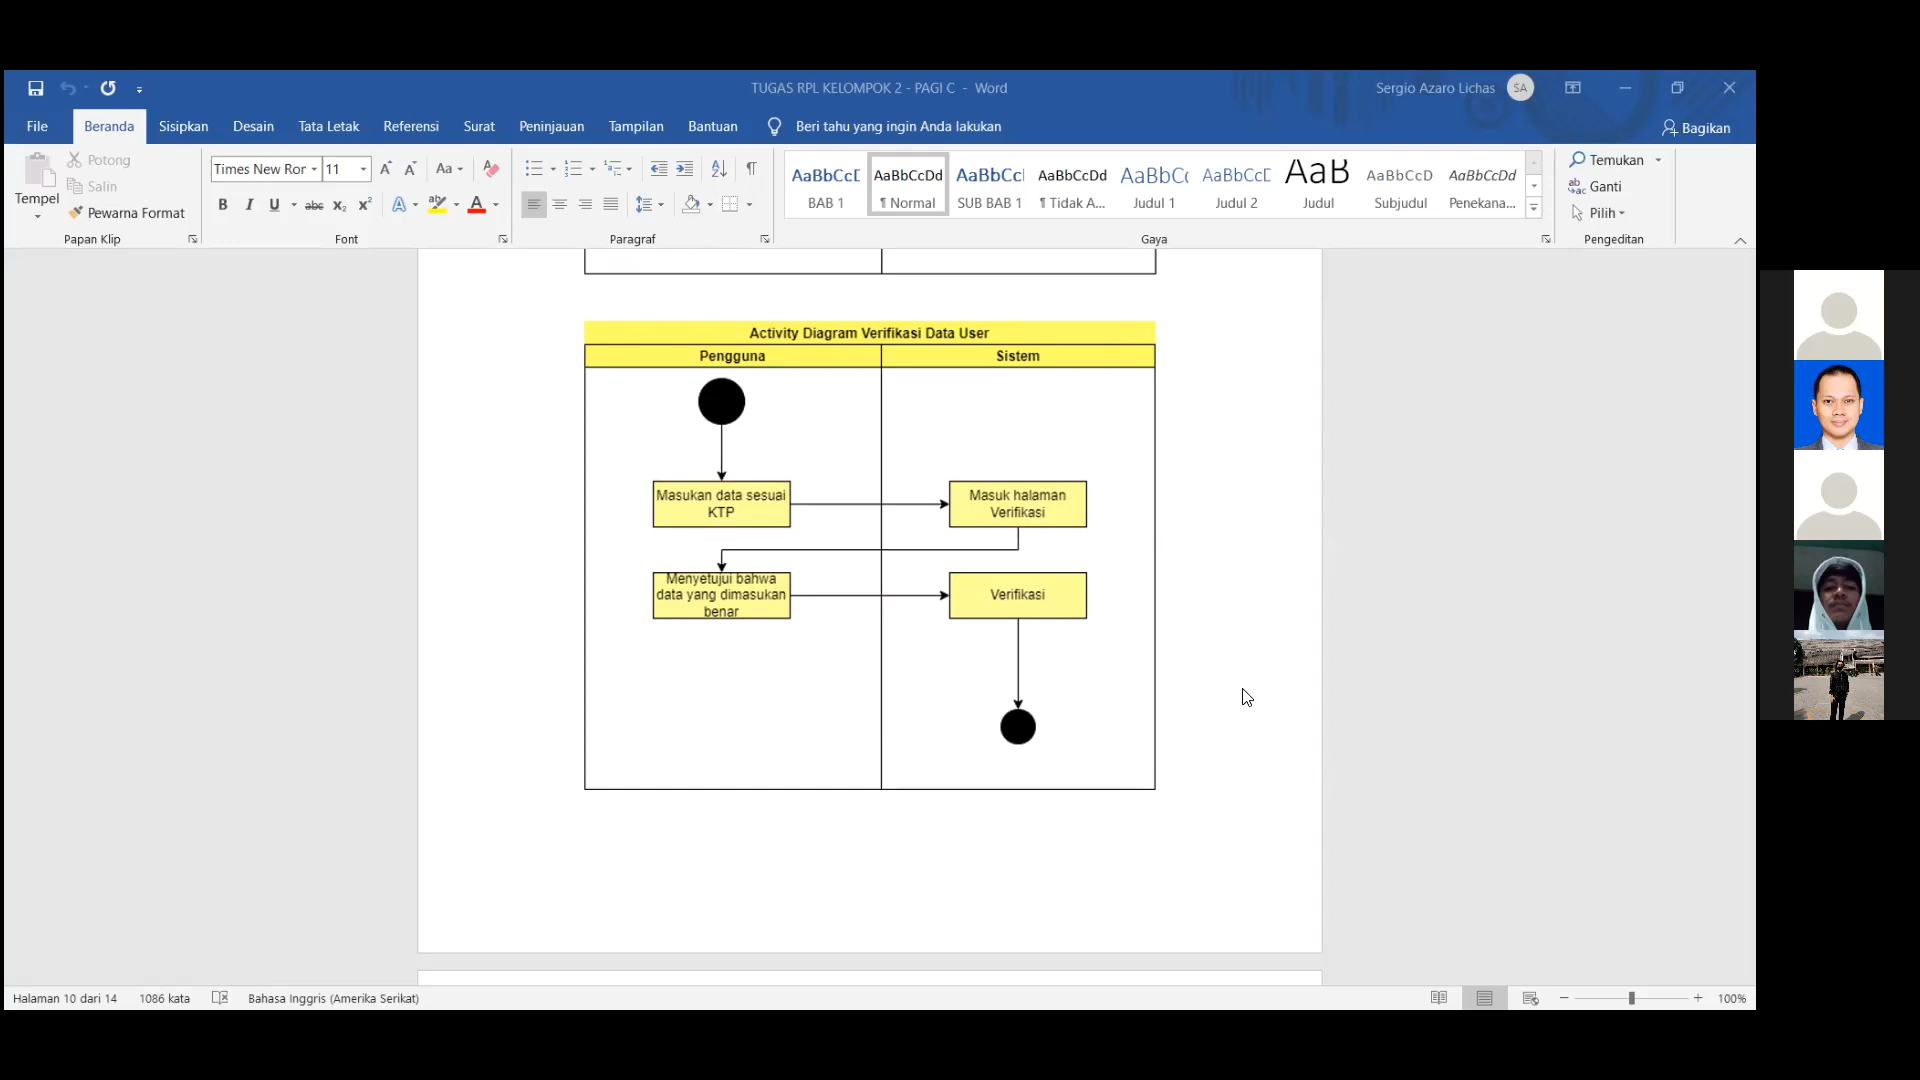 TUGAS RPL KELOMPOK 2 - PAGI C - Word
Sergio Azaro Lichas
SA
File
Beranda
Sisipkan
Desain
Tata Letak
Referensi
Surat
Peninjauan
Tampilan
Bantuan
Beri tahu yang ingin Anda lakukan
Bagikan
Tempel
Potong
Salin
Pewarna Format
Papan Klip
Times New Ror
11
Font
Paragraf
AaBbCcD
BAB 1
AaBbCcDd
¶ Normal
AaBbCcl
SUB BAB 1
AaBbCcDd
¶ Tidak A...
AaBbCc
Judul 1
AaBbCcD
Judul 2
AaB
Judul
AaBbCcD
Subjudul
AaBbCcDd
Penekana...
Gaya
Temukan
Ganti
Pilih
Pengeditan
Activity Diagram Verifikasi Data User
Pengguna
Sistem
Masukan data sesuai
KTP
Masuk halaman
Verifikasi
Menyetujui bahwa
data yang dimasukan
benar
Verifikasi
Halaman 10 dari 14
1086 kata
Bahasa Inggris (Amerika Serikat)
100%